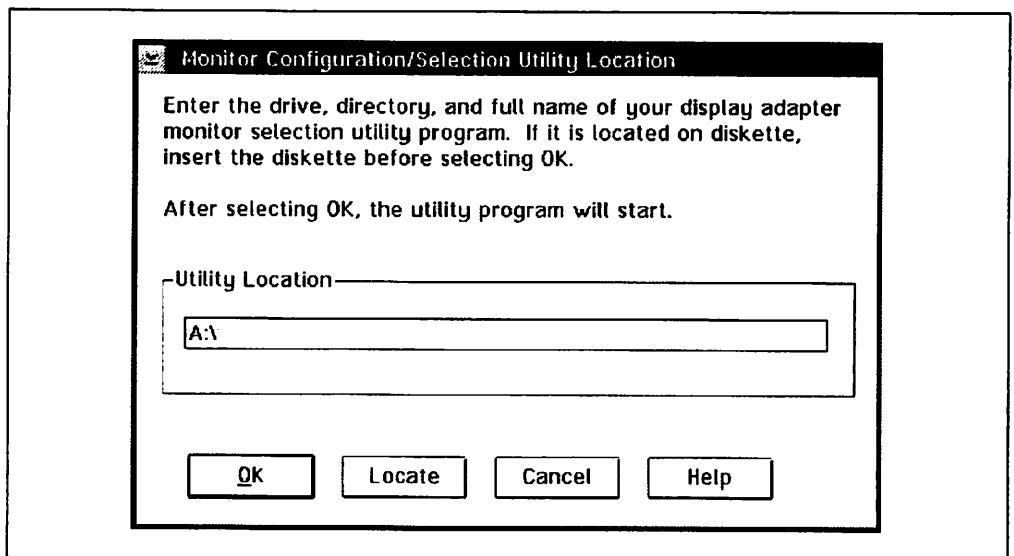 Monitor Configuration/Selection Utility Location
Enter the drive, directory, and full name of your display adapter
monitor selection utility program. If it is located on diskette,
insert the diskette before selecting OK.
After selecting OK, the utility program will start.
Utility Location
A:\
OK
Locate
Cancel
Help